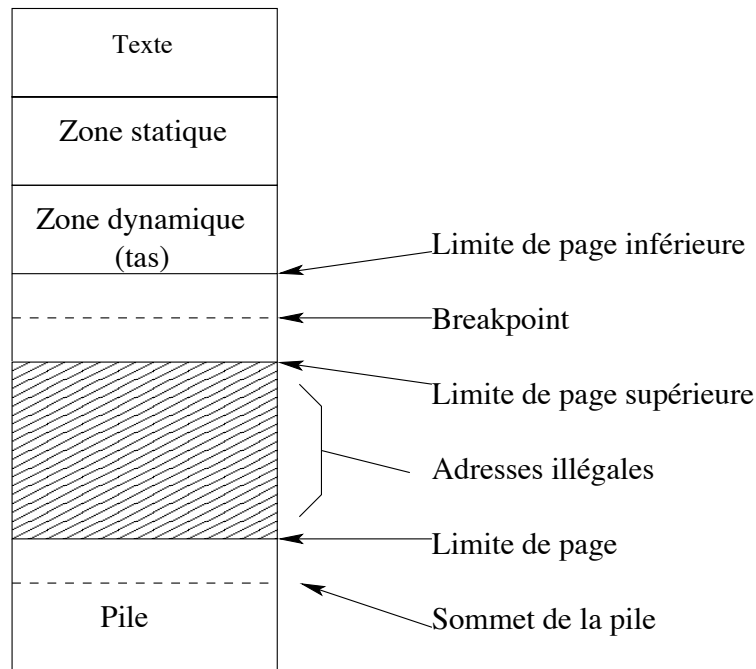 Texte
Zone statique
Zone dynamique
(tas)
Limite de page inférieure
Breakpoint
Limite de page supérieure
Adresses illégales
Limite de page
Sommet de la pile
Pile